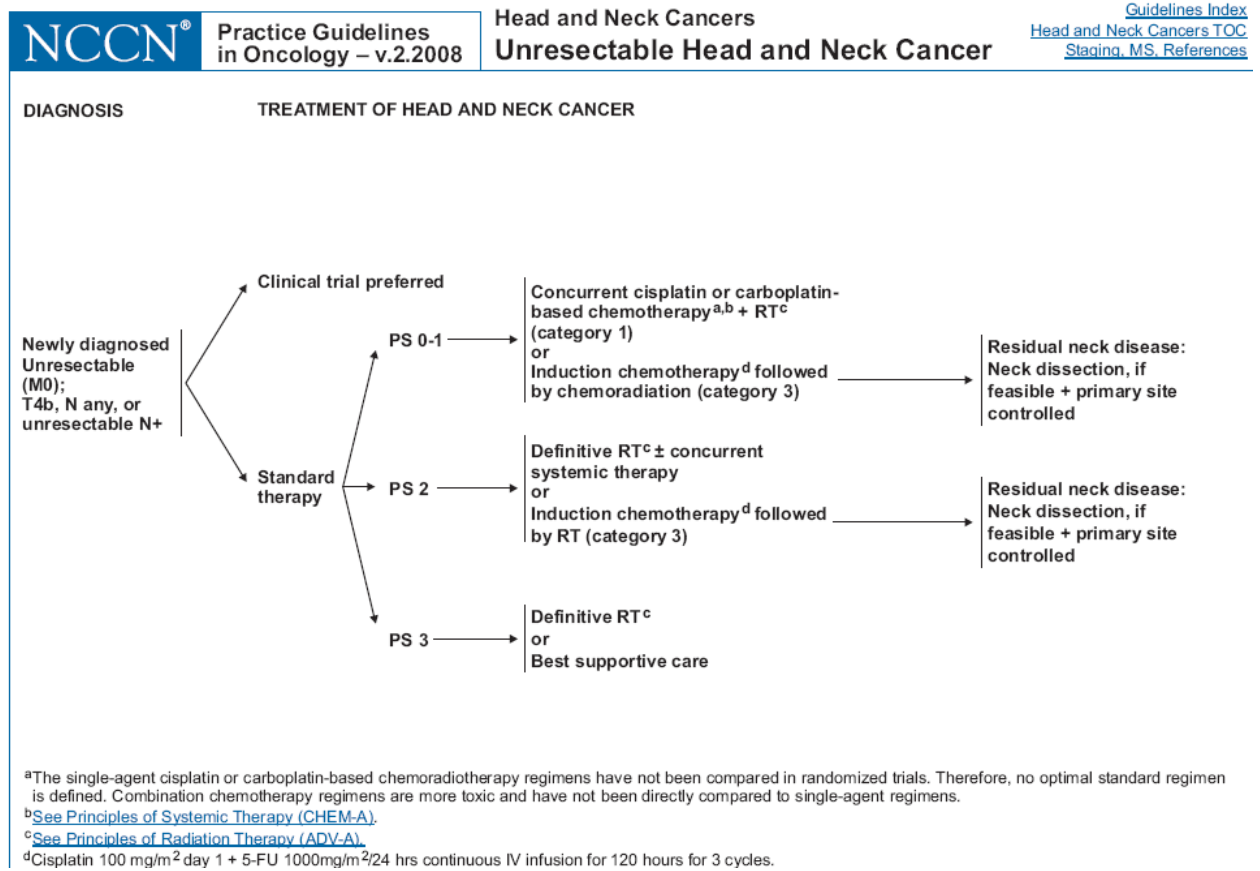 NCCN®
Practice Guidelines
in Oncology – v.2.2008
Head and Neck Cancers
Unresectable Head and Neck Cancer
Guidelines Index
Head and Neck Cancers TOC
Staging, MS, References
DIAGNOSIS
TREATMENT OF HEAD AND NECK CANCER
Newly diagnosed
Unresectable
(M0);
T4b, N any, or
unresectable N+
Clinical trial preferred
Standard
therapy
PS 0-1
Concurrent cisplatin or carboplatin-
based chemotherapyᵃ,ᵇ + RTᶜ
(category 1)
or
Induction chemotherapyᵈ followed
by chemoradiation (category 3)
Residual neck disease:
Neck dissection, if
feasible + primary site
controlled
PS 2
Definitive RTᶜ ± concurrent
systemic therapy
or
Induction chemotherapyᵈ followed
by RT (category 3)
Residual neck disease:
Neck dissection, if
feasible + primary site
controlled
PS 3
Definitive RTᶜ
or
Best supportive care
ᵃThe single-agent cisplatin or carboplatin-based chemoradiotherapy regimens have not been compared in randomized trials. Therefore, no optimal standard regimen
is defined. Combination chemotherapy regimens are more toxic and have not been directly compared to single-agent regimens.
ᵇSee Principles of Systemic Therapy (CHEM-A).
ᶜSee Principles of Radiation Therapy (ADV-A).
ᵈCisplatin 100 mg/m² day 1 + 5-FU 1000mg/m²/24 hrs continuous IV infusion for 120 hours for 3 cycles.